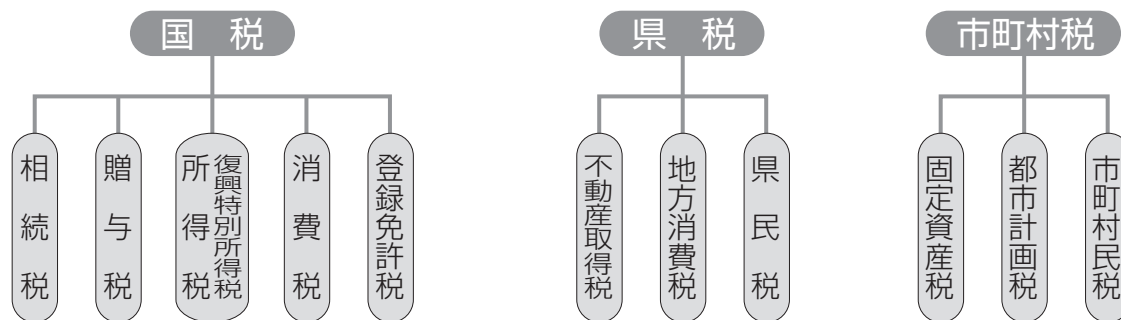 国 税
県 税
市町村税
相続税
贈与税
所得税
復興特別所得税
消費税
登録免許税
不動産取得税
地方消費税
県民税
固定資産税
都市計画税
市町村民税